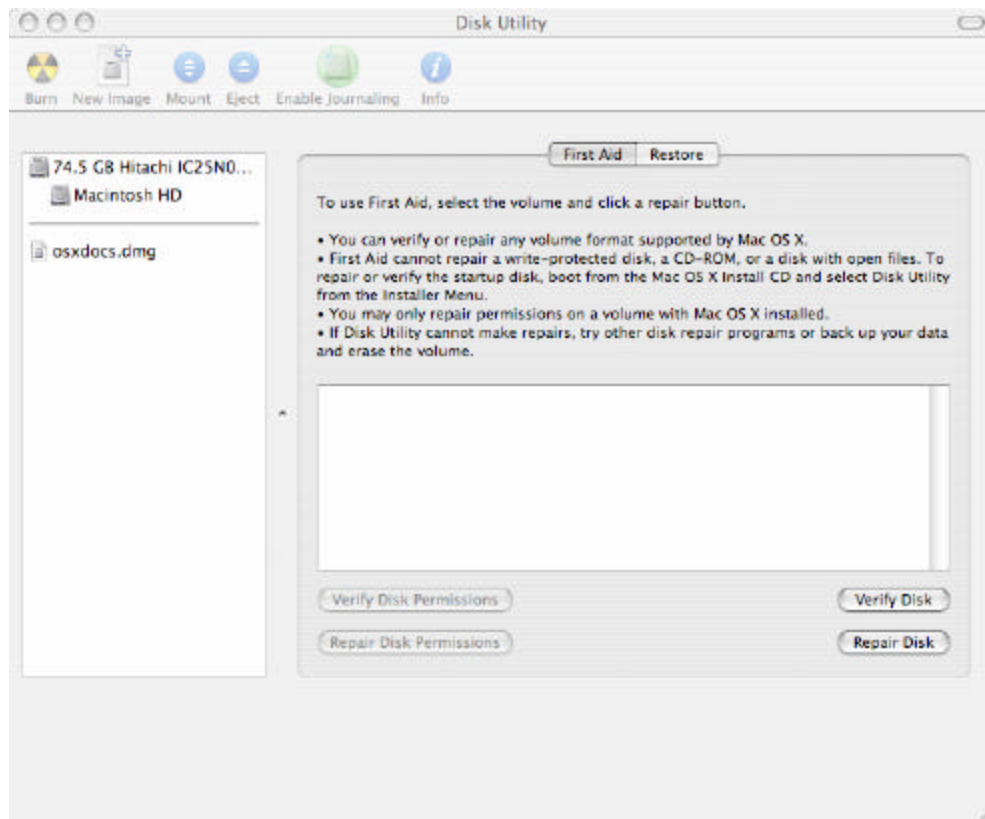 Disk Utility
Burn New Image Mount Eject Enable Journaling Info
74.5 GB Hitachi IC25N0...
Macintosh HD
osxdocs.dmg
First Aid Restore
To use First Aid, select the volume and click a repair button.
• You can verify or repair any volume format supported by Mac OS X.
• First Aid cannot repair a write-protected disk, a CD-ROM, or a disk with open files. To
repair or verify the startup disk, boot from the Mac OS X Install CD and select Disk Utility
from the Installer Menu.
• You may only repair permissions on a volume with Mac OS X installed.
• If Disk Utility cannot make repairs, try other disk repair programs or back up your data
and erase the volume.
Verify Disk Permissions Verify Disk
Repair Disk Permissions Repair Disk